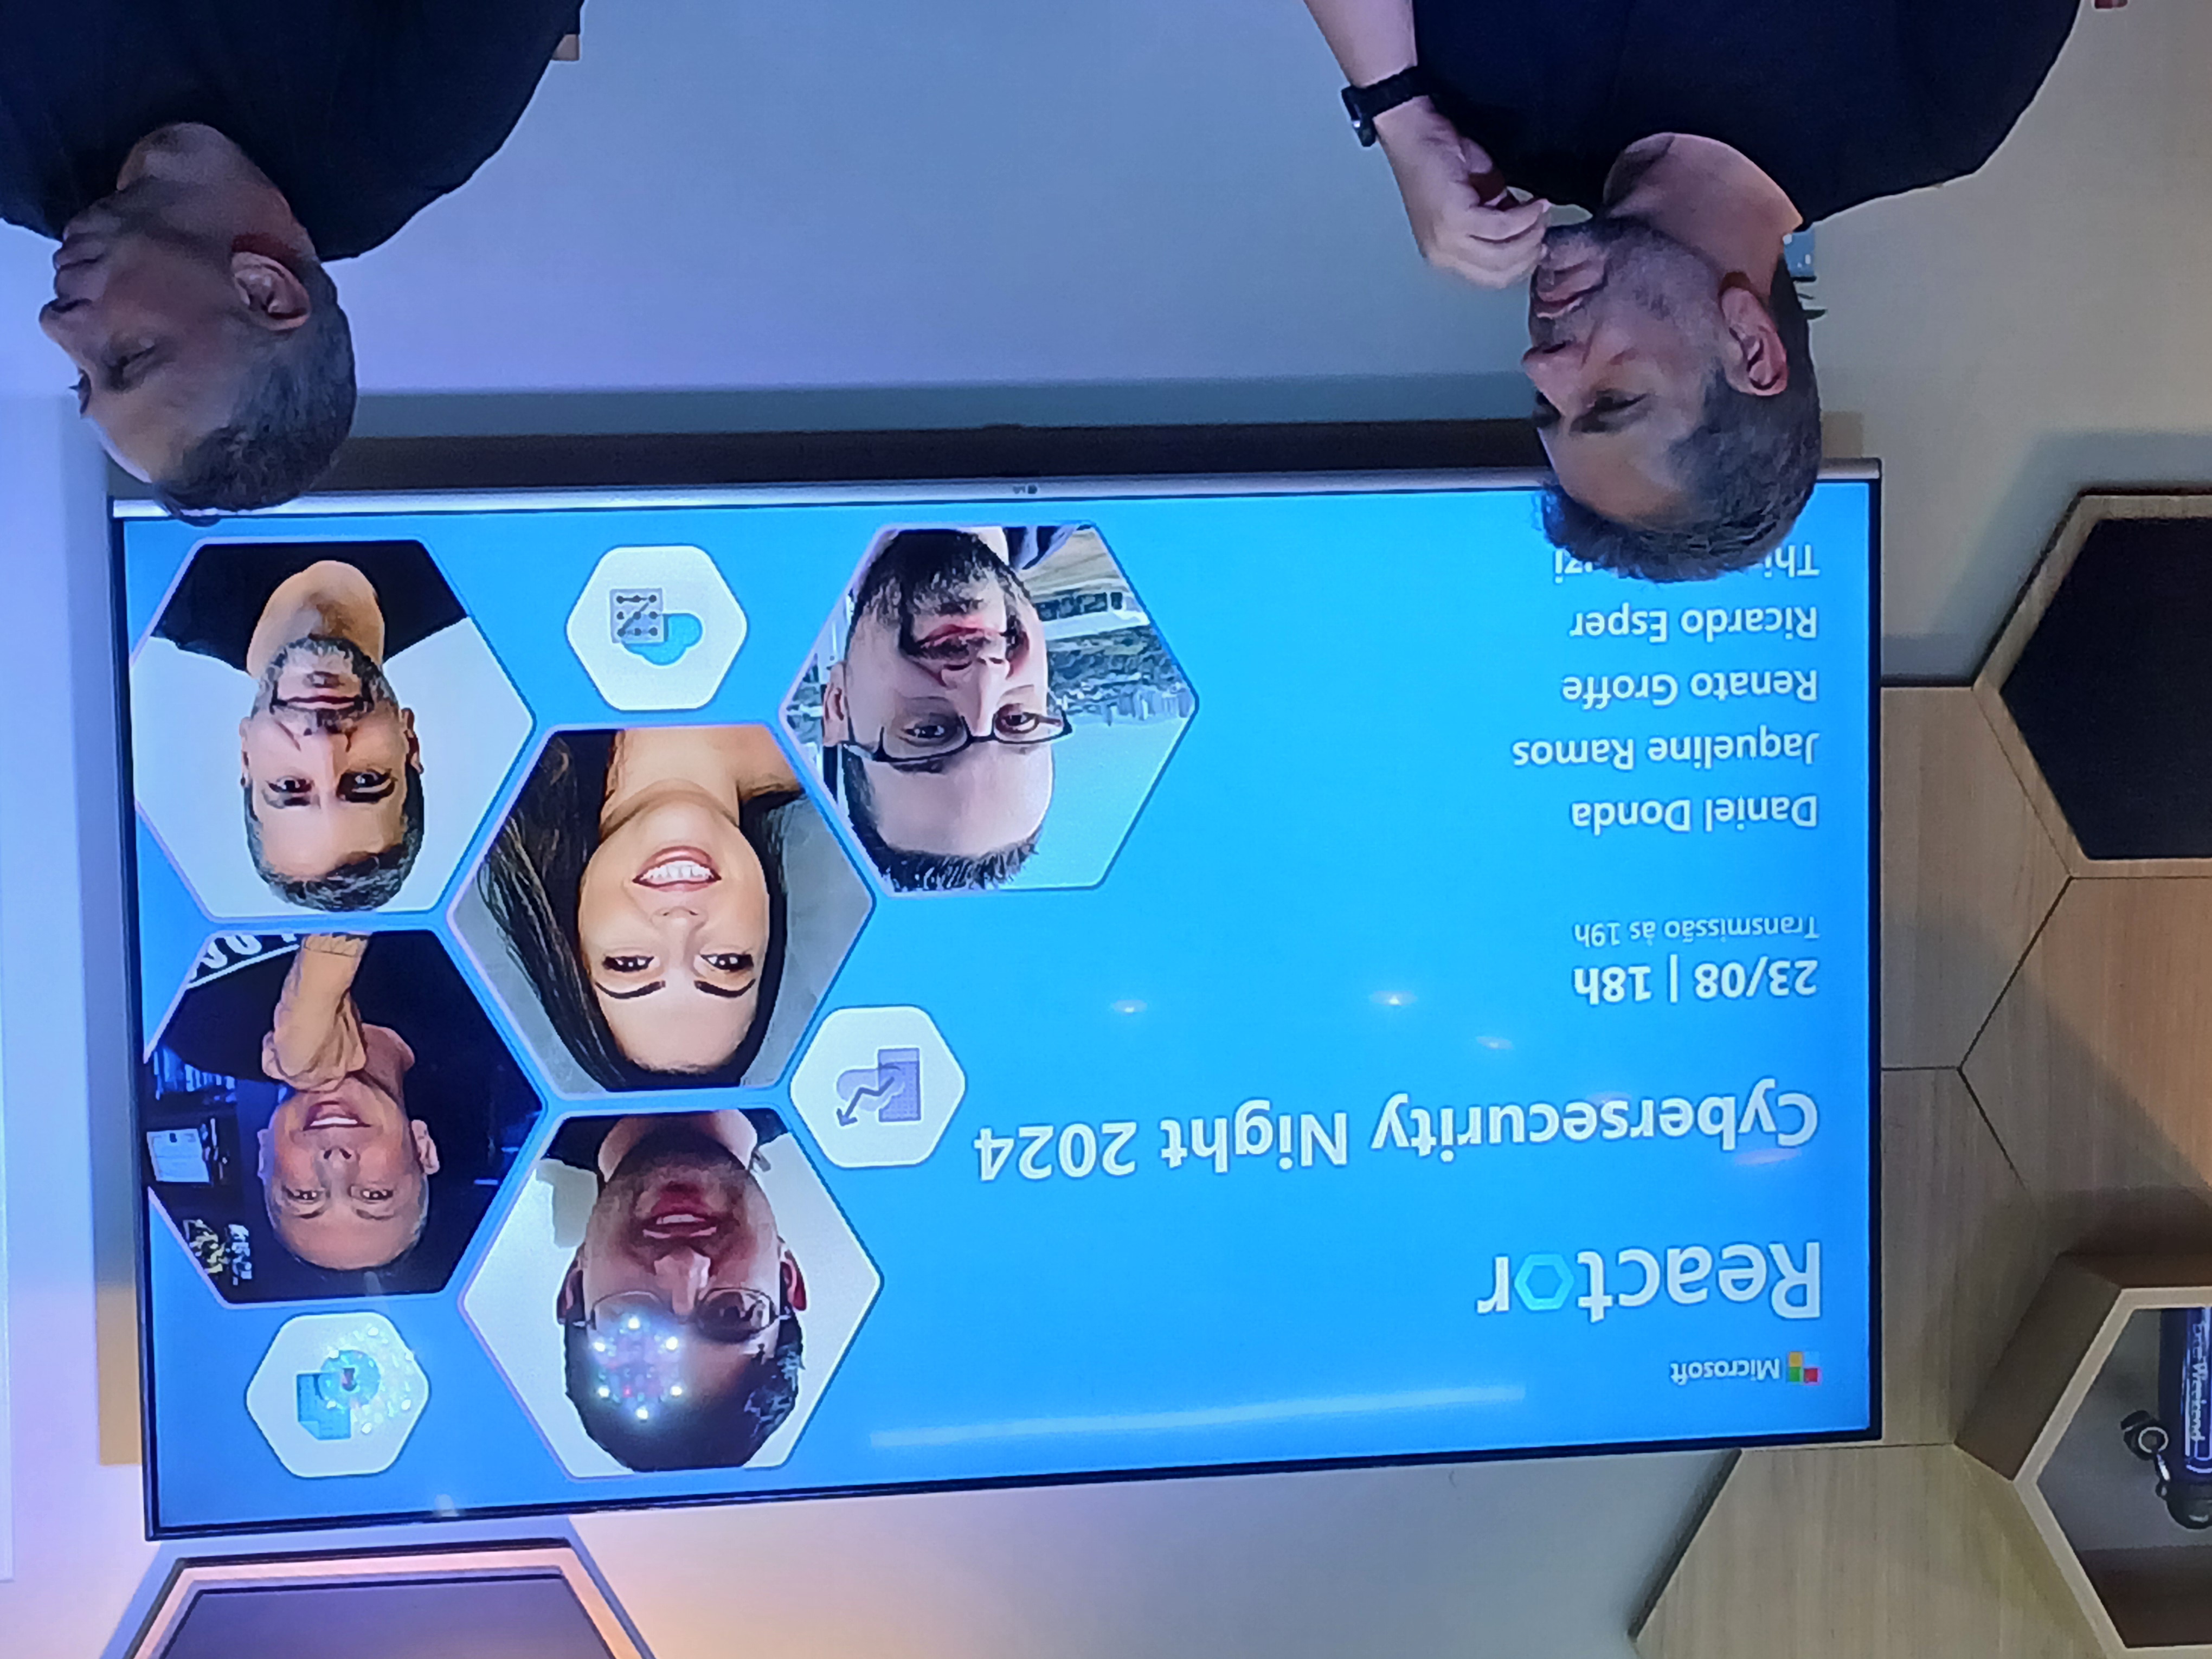 Microsoft
Reactor
Cybersecurity Night 2024
23/08 | 18h
Transmissão às 19h
Daniel Donda
Jaqueline Ramos
Renato Groffe
Ricardo Esper
LG